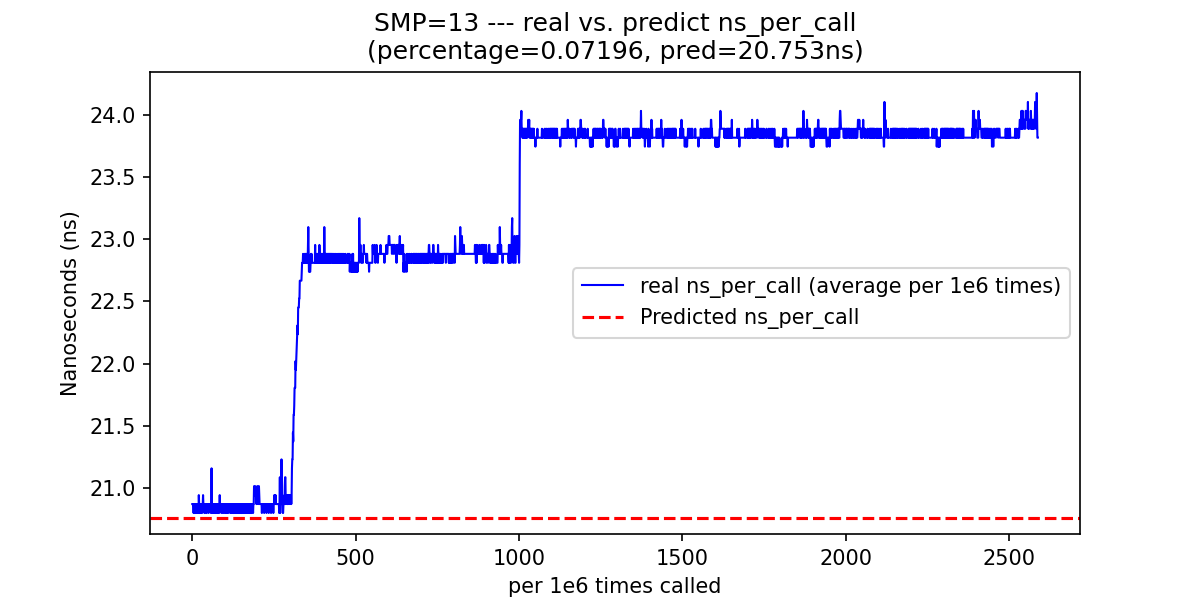 SMP=13 --- real vs. predict ns_per_call
(percentage=0.07196, pred=20.753ns)
24.0
23.5
23.0
22.5
22.0
21.5
21.0
Nanoseconds (ns)
real ns_per_call (average per 1e6 times)
Predicted ns_per_call
0
500
1000
1500
2000
2500
per 1e6 times called